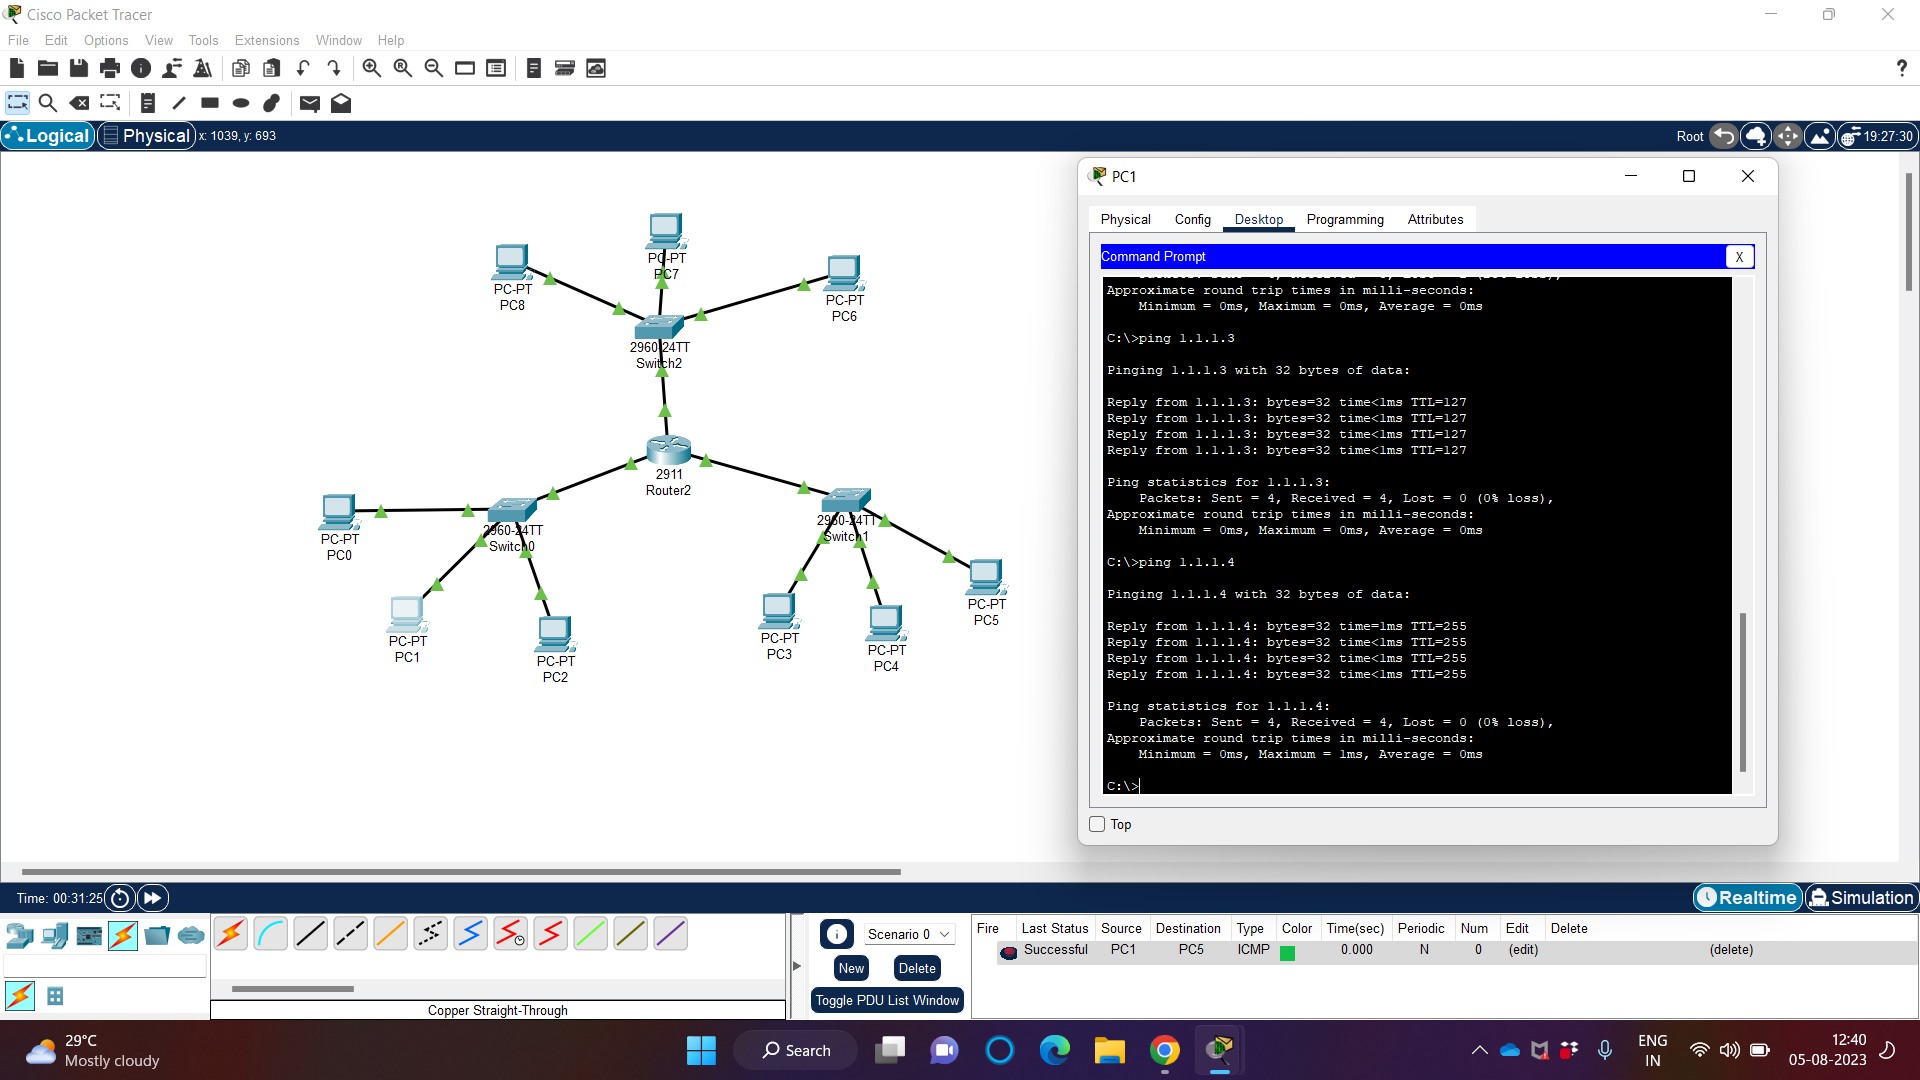 Cisco Packet Tracer
File Edit Options View Tools Extensions Window Help
?
Logical Physical x: 1039, y: 693 Root 19:27:30
PC-PT
PC7
PC-PT
PC8
PC-PT
PC6
2960-24TT
Switch2
2911
Router2
2960-24TT
Switch0
2960-24TT
Switch1
PC-PT
PC0
PC-PT
PC1
PC-PT
PC2
PC-PT
PC3
PC-PT
PC4
PC-PT
PC5
PC1
Physical Config Desktop Programming Attributes
Command Prompt X
Approximate round trip times in milli-seconds:
Minimum = 0ms, Maximum = 0ms, Average = 0ms
C:\>ping 1.1.1.3
Pinging 1.1.1.3 with 32 bytes of data:
Reply from 1.1.1.3: bytes=32 time<1ms TTL=127
Reply from 1.1.1.3: bytes=32 time<1ms TTL=127
Reply from 1.1.1.3: bytes=32 time<1ms TTL=127
Reply from 1.1.1.3: bytes=32 time<1ms TTL=127
Ping statistics for 1.1.1.3:
Packets: Sent = 4, Received = 4, Lost = 0 (0% loss),
Approximate round trip times in milli-seconds:
Minimum = 0ms, Maximum = 0ms, Average = 0ms
C:\>ping 1.1.1.4
Pinging 1.1.1.4 with 32 bytes of data:
Reply from 1.1.1.4: bytes=32 time=1ms TTL=255
Reply from 1.1.1.4: bytes=32 time<1ms TTL=255
Reply from 1.1.1.4: bytes=32 time<1ms TTL=255
Reply from 1.1.1.4: bytes=32 time<1ms TTL=255
Ping statistics for 1.1.1.4:
Packets: Sent = 4, Received = 4, Lost = 0 (0% loss),
Approximate round trip times in milli-seconds:
Minimum = 0ms, Maximum = 1ms, Average = 0ms
C:\>
Top
Time: 00:31:25 Realtime Simulation
Scenario 0
New Delete
Toggle PDU List Window
Fire Last Status Source Destination Type Color Time(sec) Periodic Num Edit Delete
Successful PC1 PC5 ICMP 0.000 N 0 (edit) (delete)
Copper Straight-Through
29°C
Mostly cloudy
Search
ENG
IN
12:40
05-08-2023